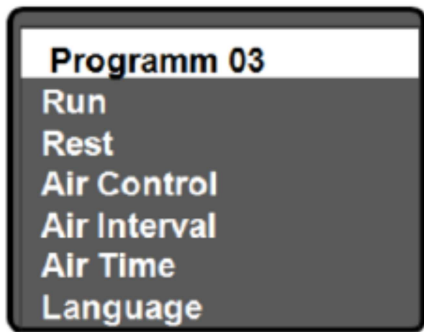 Programm 03
Run
Rest
Air Control
Air Interval
Air Time
Language